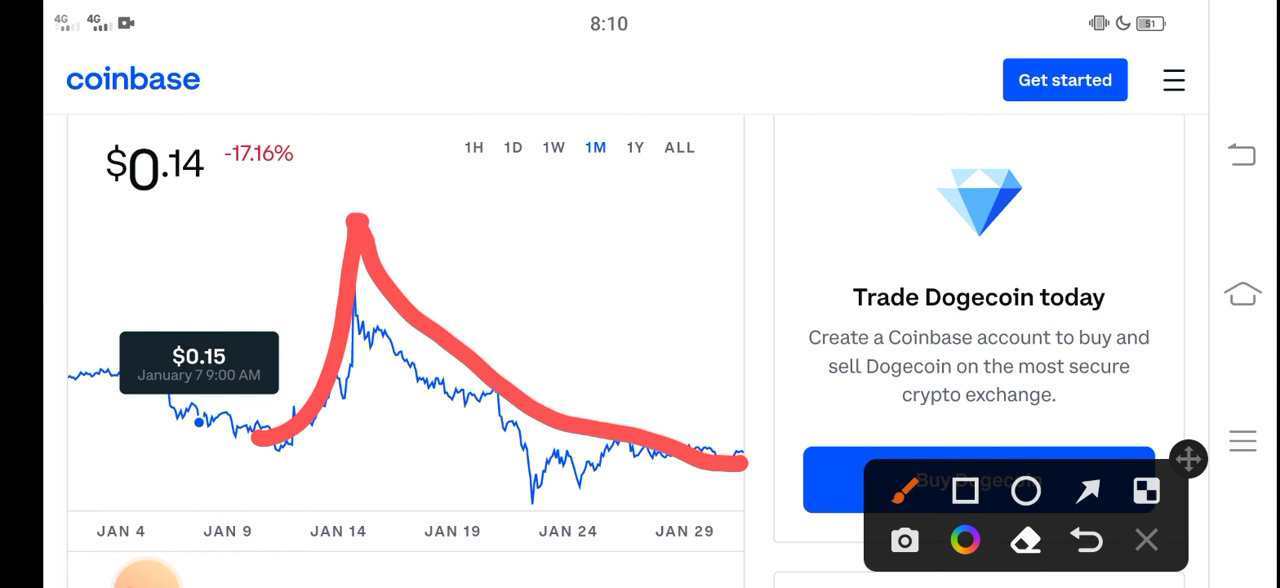 4G 4G 8:10 51
coinbase Get started
$0.14 -17.16% 1H 1D 1W 1M 1Y ALL
$0.15
January 7 9:00 AM
JAN 4 JAN 9 JAN 14 JAN 19 JAN 24 JAN 29
Trade Dogecoin today
Create a Coinbase account to buy and
sell Dogecoin on the most secure
crypto exchange.
Buy Dogecoin